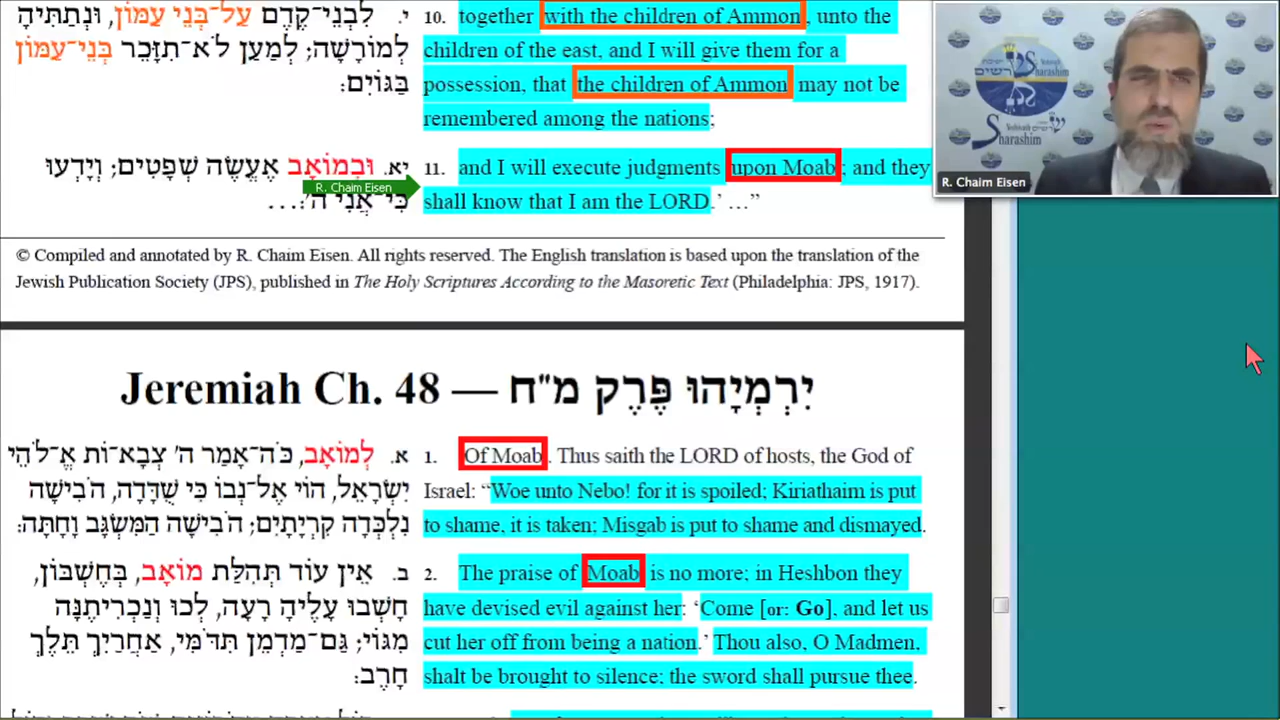 לִבְנֵי־קֶדֶם עַל־בְּנֵי עַמּוֹן, וּנְתַתִּיהָ י.
לְמוֹרָשָׁה; לְמַעַן לֹא־תִזָּכֵר בְּנֵי־עַמּוֹן
בַּגּוֹיִם:
10. together with the children of Ammon, unto the
children of the east, and I will give them for a
possession, that the children of Ammon may not be
remembered among the nations:
יא. וּבְמוֹאָב אֶעֱשֶׂה שְׁפָטִים; וְיָדְעוּ
כִּי־אֲנִי ה':...
R. Chaim Eisen
11. and I will execute judgments upon Moab; and they
shall know that I am the LORD.’ …”
© Compiled and annotated by R. Chaim Eisen. All rights reserved. The English translation is based upon the translation of the
Jewish Publication Society (JPS), published in The Holy Scriptures According to the Masoretic Text (Philadelphia: JPS, 1917).
Jeremiah Ch. 48 — יִרְמְיָהוּ פֶּרֶק מ"ח
א. לְמוֹאָב, כֹּה־אָמַר ה' צְבָא־וֹת אֱ־לֹהֵי
יִשְׂרָאֵל, הוֹי אֶל־נְבוֹ כִּי שֻׁדָּדָה, הֹבִישָׁה
נִלְכְּדָה קִרְיָתָיִם; הֹבִישָׁה הַמִּשְׂגָּב וָחָתָּה:
1. Of Moab. Thus saith the LORD of hosts, the God of
Israel: “Woe unto Nebo! for it is spoiled; Kiriathaim is put
to shame, it is taken; Misgab is put to shame and dismayed.
ב. אֵין עוֹד תְּהִלַּת מוֹאָב, בְּחֶשְׁבּוֹן,
חָשְׁבוּ עָלֶיהָ רָעָה, לְכוּ וְנַכְרִיתֶנָּה
מִגּוֹי; גַּם־מַדְמֵן תִּדֹּמִּי, אַחֲרַיִךְ תֵּלֶךְ
חָרֶב:
2. The praise of Moab is no more; in Heshbon they
have devised evil against her: ‘Come [or: Go], and let us
cut her off from being a nation.’ Thou also, O Madmen,
shalt be brought to silence; the sword shall pursue thee.
Yeshivath
Sharashim
R. Chaim Eisen